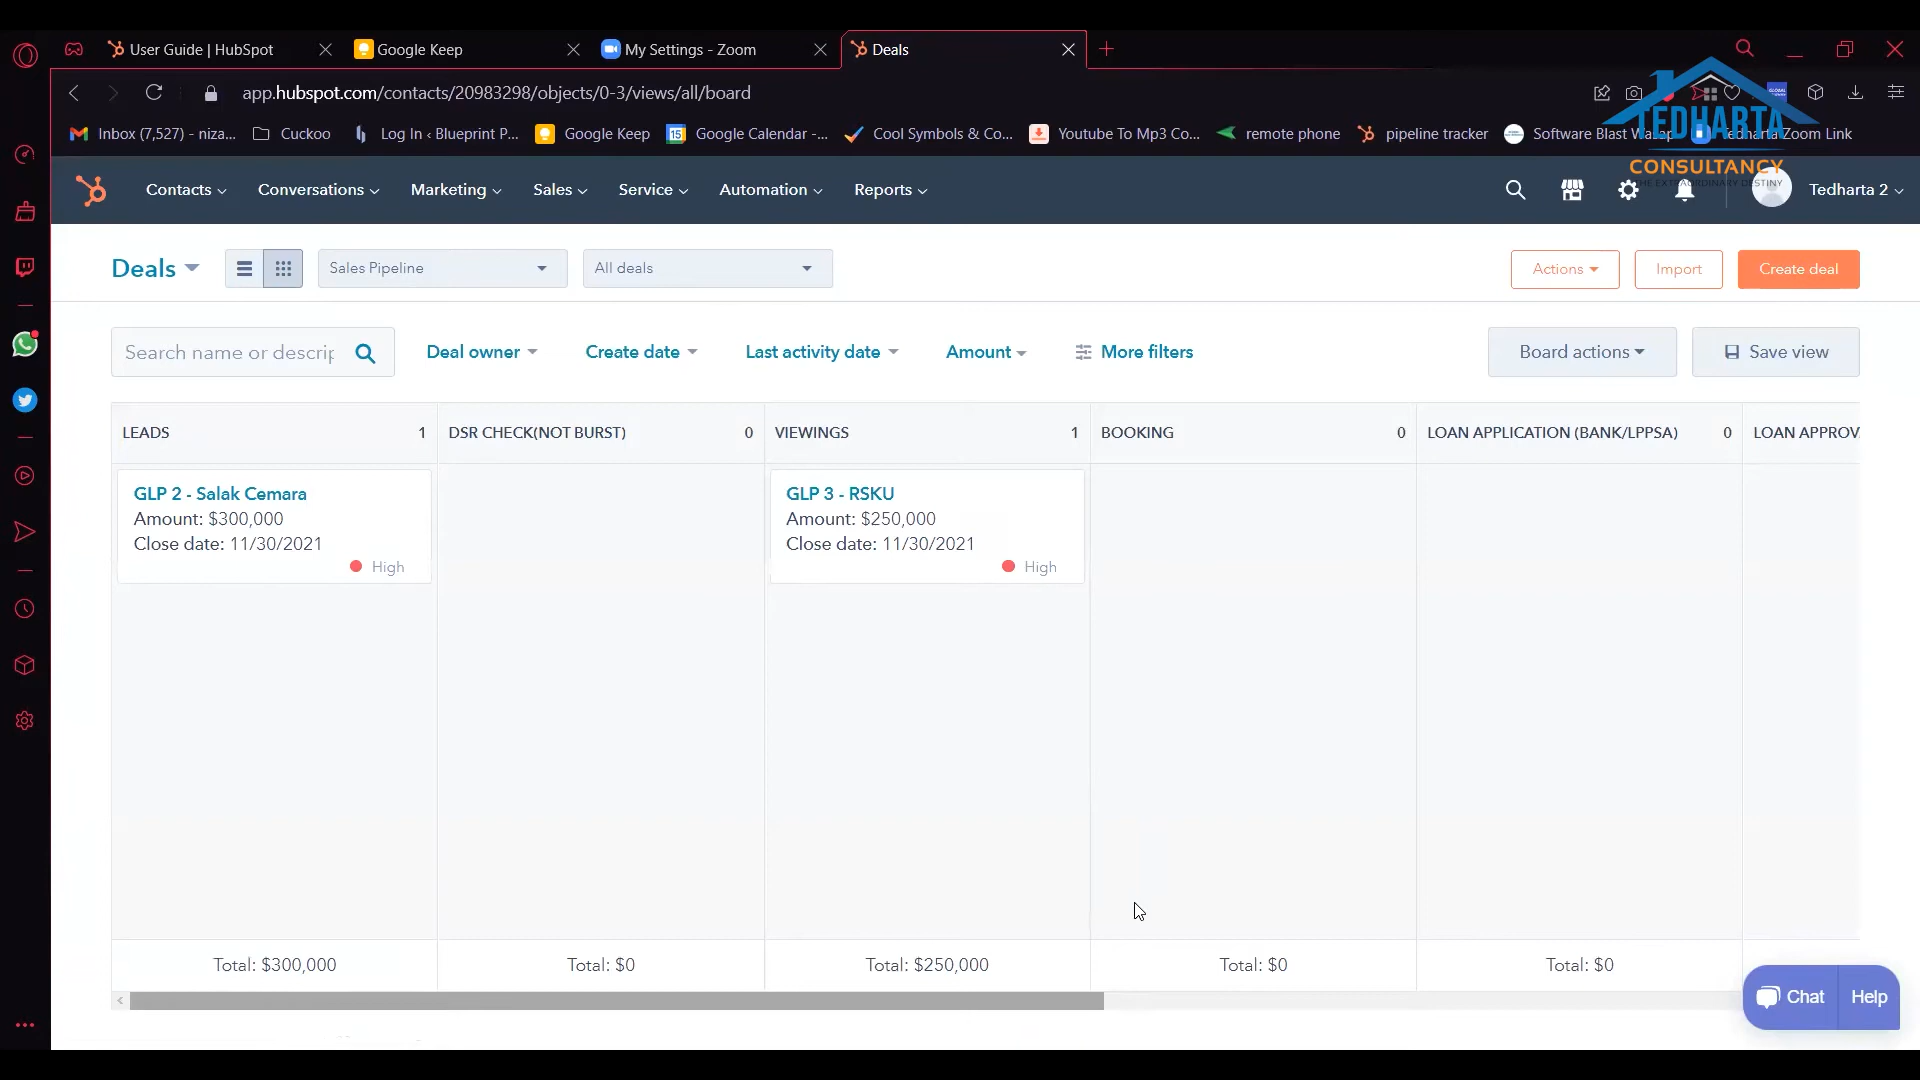 User Guide | HubSpot
Google Keep
My Settings - Zoom
Deals
app.hubspot.com/contacts/20983298/objects/0-3/views/all/board
TEDHARTA
CONSULTANCY
Inbox (7,527) - niza...
Cuckoo
Log In ‹ Blueprint P...
Google Keep
15
Google Calendar -...
Cool Symbols & Co...
Youtube To Mp3 Co...
remote phone
pipeline tracker
Software Blast Wasap
Tedharta Zoom Link
Contacts
Conversations
Marketing
Sales
Service
Automation
Reports
Tedharta 2
Deals
Sales Pipeline
All deals
Actions
Import
Create deal
Search name or descrip
Deal owner
Create date
Last activity date
Amount
More filters
Board actions
Save view
LEADS 1
DSR CHECK(NOT BURST) 0
VIEWINGS 1
BOOKING 0
LOAN APPLICATION (BANK/LPPSA) 0
LOAN APPROV
GLP 2 - Salak Cemara
Amount: $300,000
Close date: 11/30/2021
High
GLP 3 - RSKU
Amount: $250,000
Close date: 11/30/2021
High
Total: $300,000
Total: $0
Total: $250,000
Total: $0
Total: $0
Chat
Help